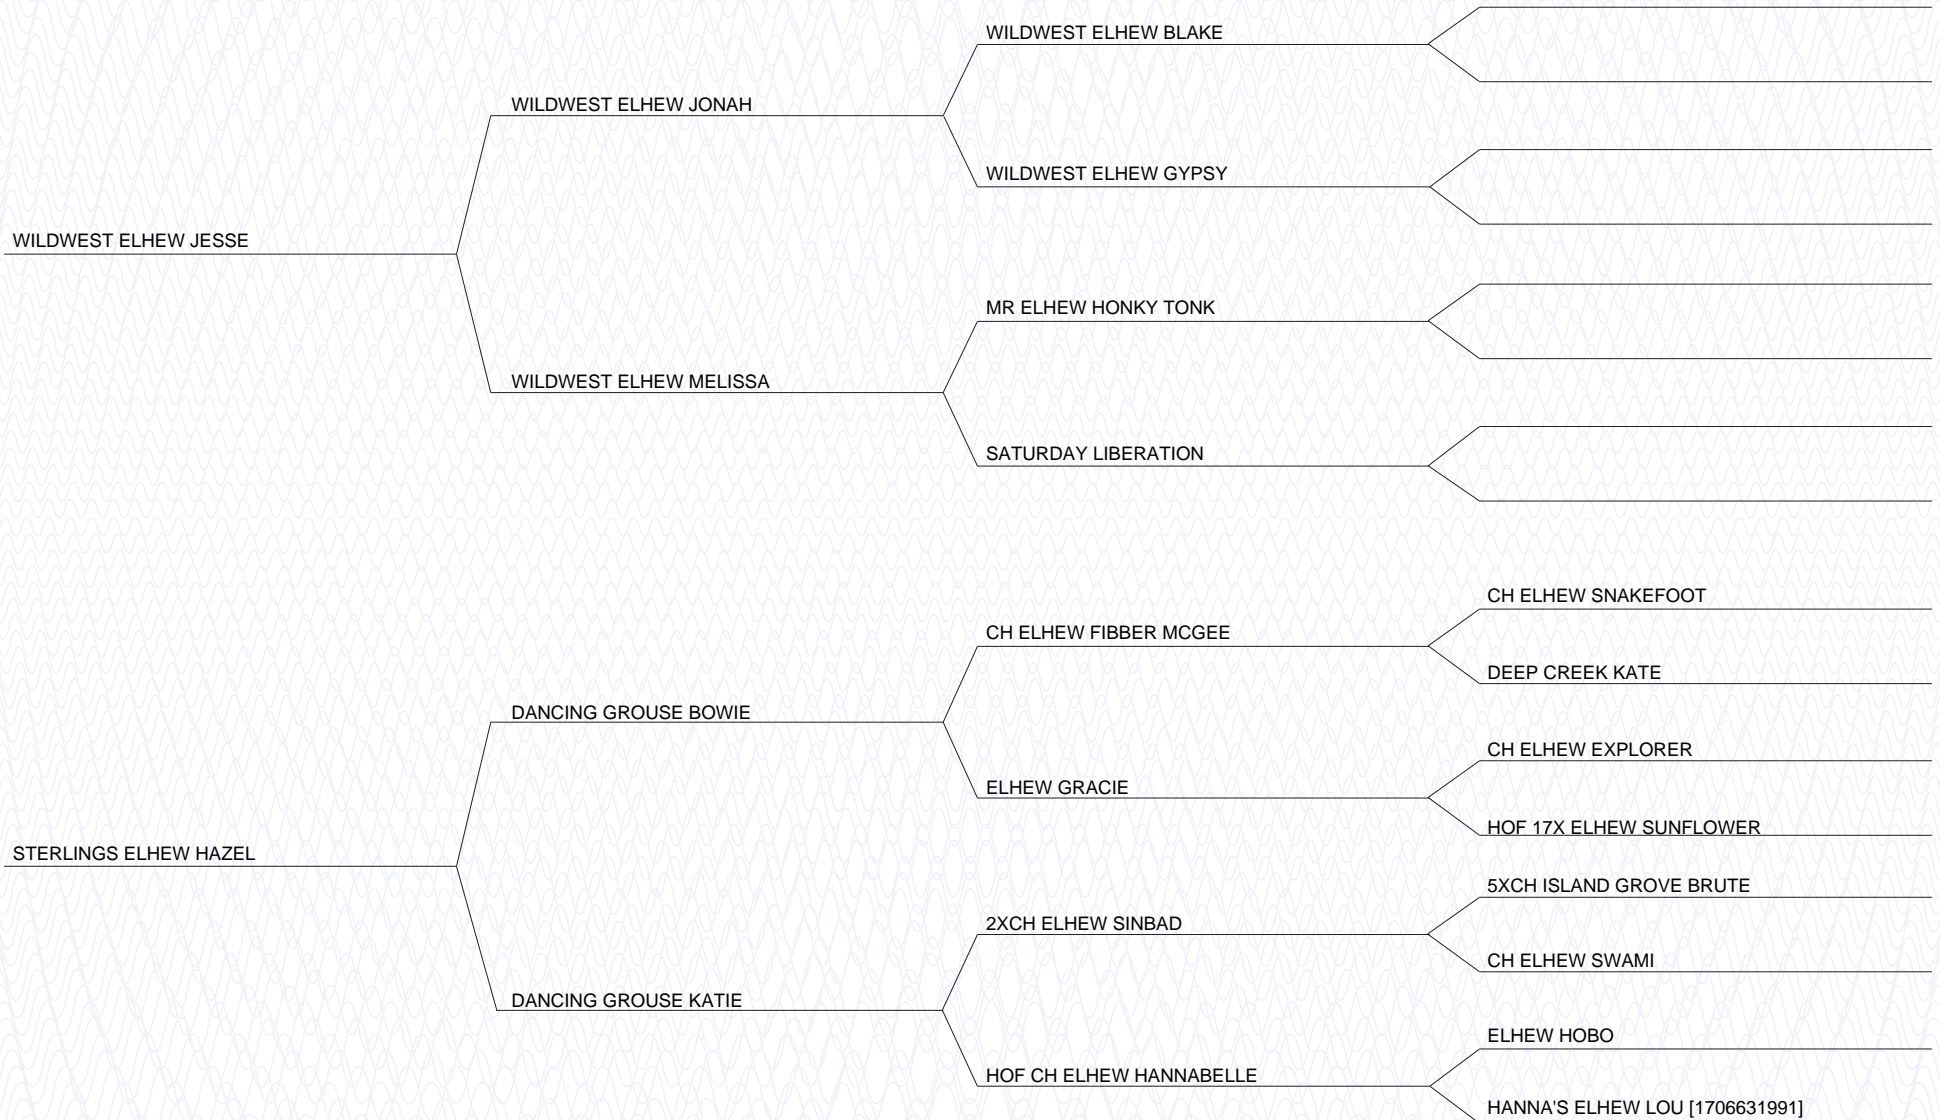 WILDWEST ELHEW JESSE
WILDWEST ELHEW JONAH
WILDWEST ELHEW BLAKE
WILDWEST ELHEW GYPSY
WILDWEST ELHEW MELISSA
MR ELHEW HONKY TONK
SATURDAY LIBERATION
STERLINGS ELHEW HAZEL
DANCING GROUSE BOWIE
CH ELHEW FIBBER MCGEE
CH ELHEW SNAKEFOOT
DEEP CREEK KATE
ELHEW GRACIE
CH ELHEW EXPLORER
HOF 17X ELHEW SUNFLOWER
DANCING GROUSE KATIE
2XCH ELHEW SINBAD
5XCH ISLAND GROVE BRUTE
CH ELHEW SWAMI
HOF CH ELHEW HANNABELLE
ELHEW HOBO
HANNA'S ELHEW LOU [1706631991]